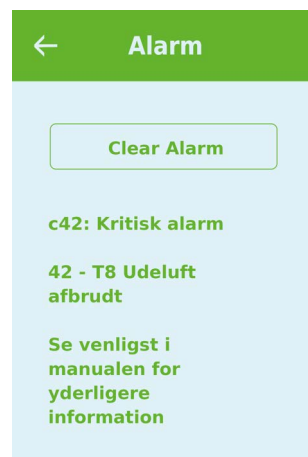 Alarm
Clear Alarm
c42: Kritisk alarm
42 - T8 Udeluft
afbrudt
Se venligst i
manualen for
yderligere
information